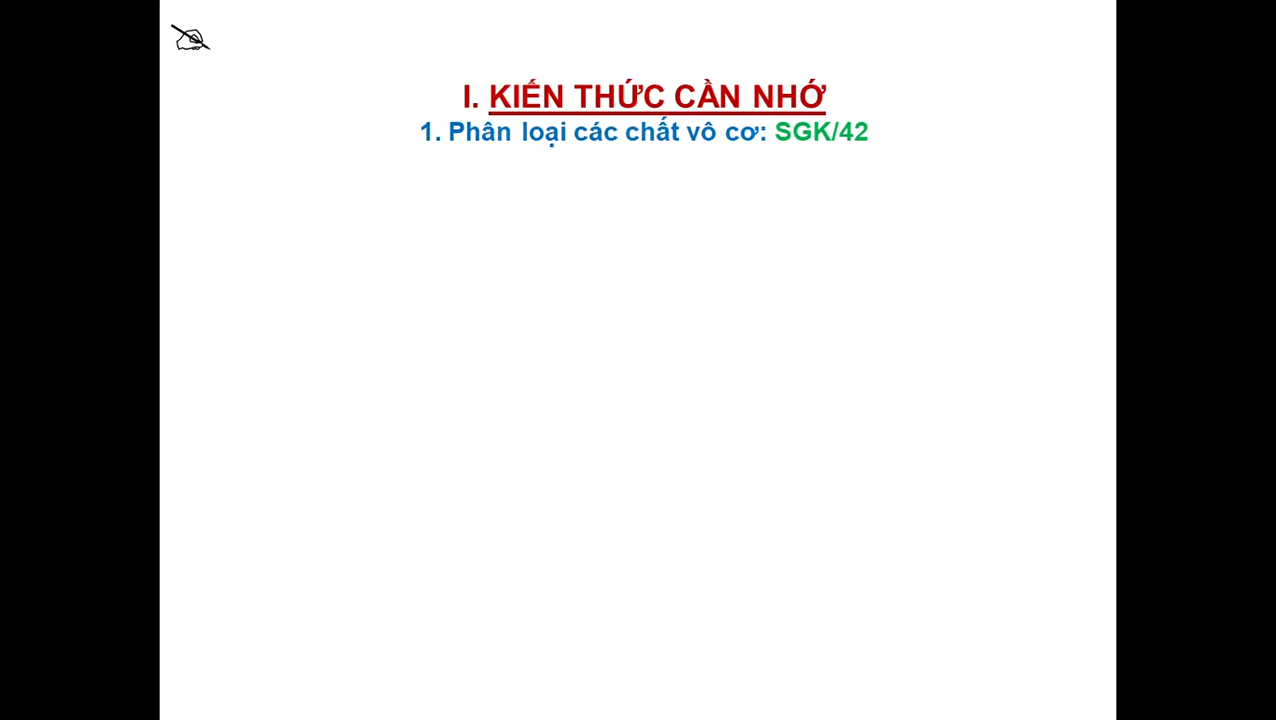 I. KIẾN THỨC CẦN NHỚ
1. Phân loại các chất vô cơ: SGK/42